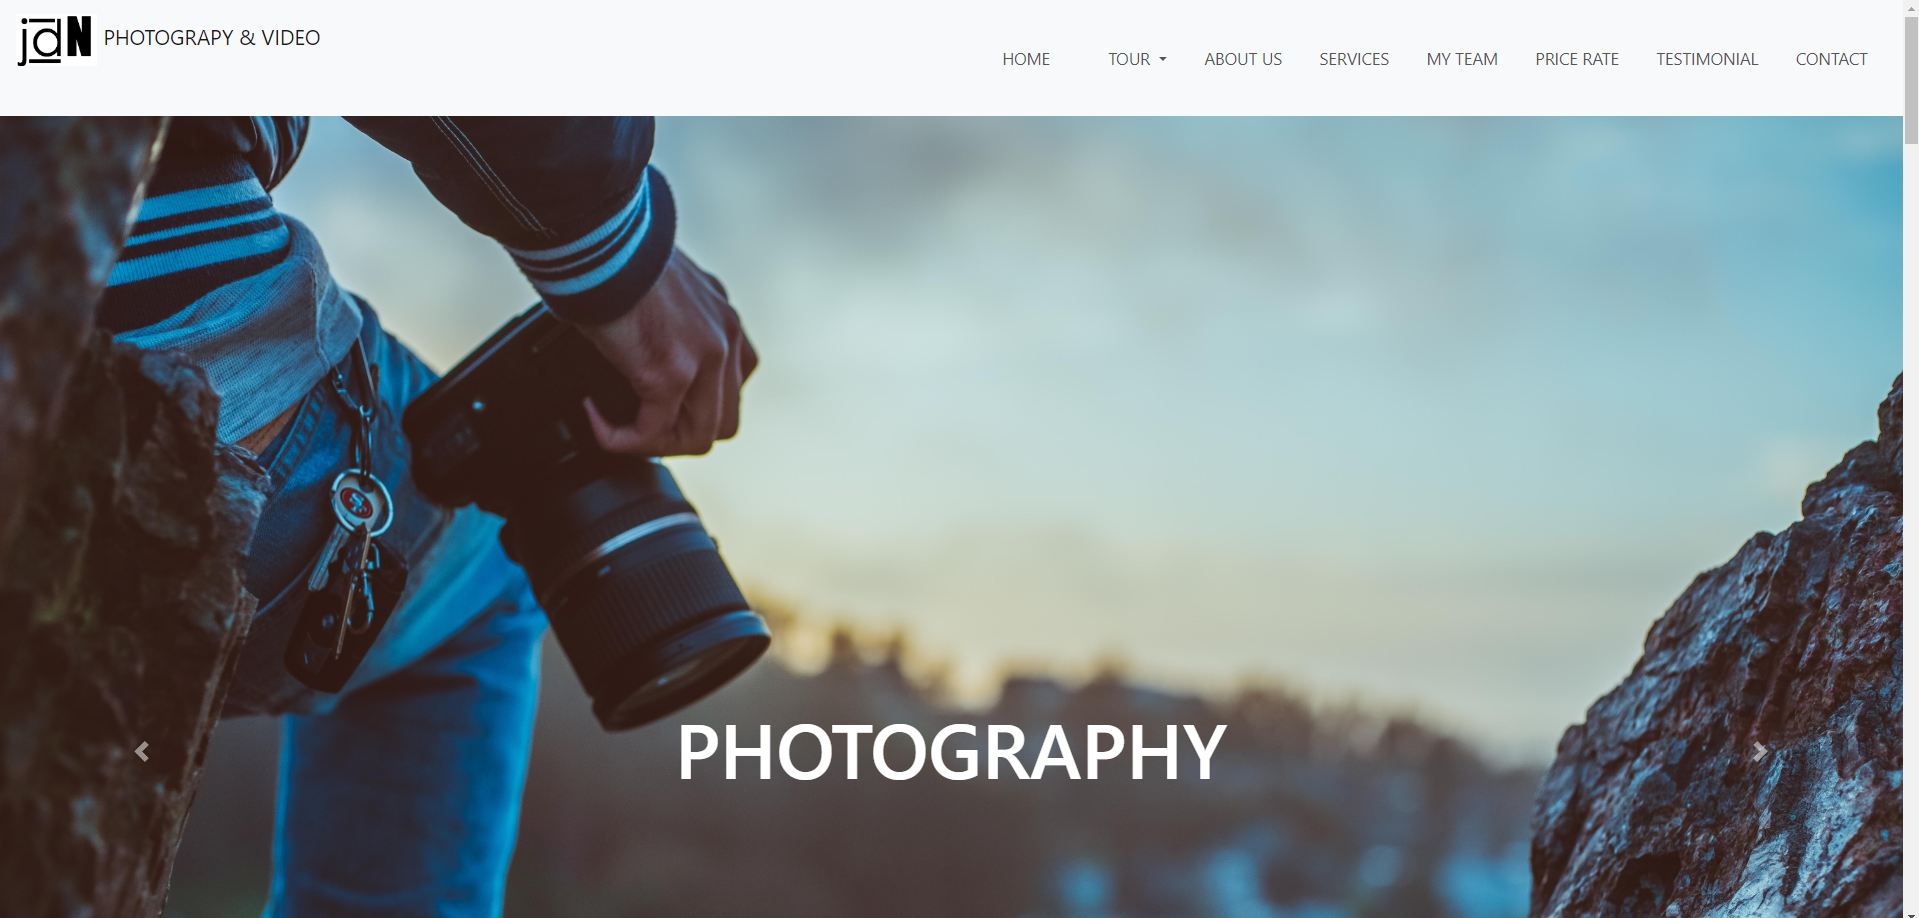 jdN PHOTOGRAPY & VIDEO
HOME TOUR ABOUT US SERVICES MY TEAM PRICE RATE TESTIMONIAL CONTACT
PHOTOGRAPHY